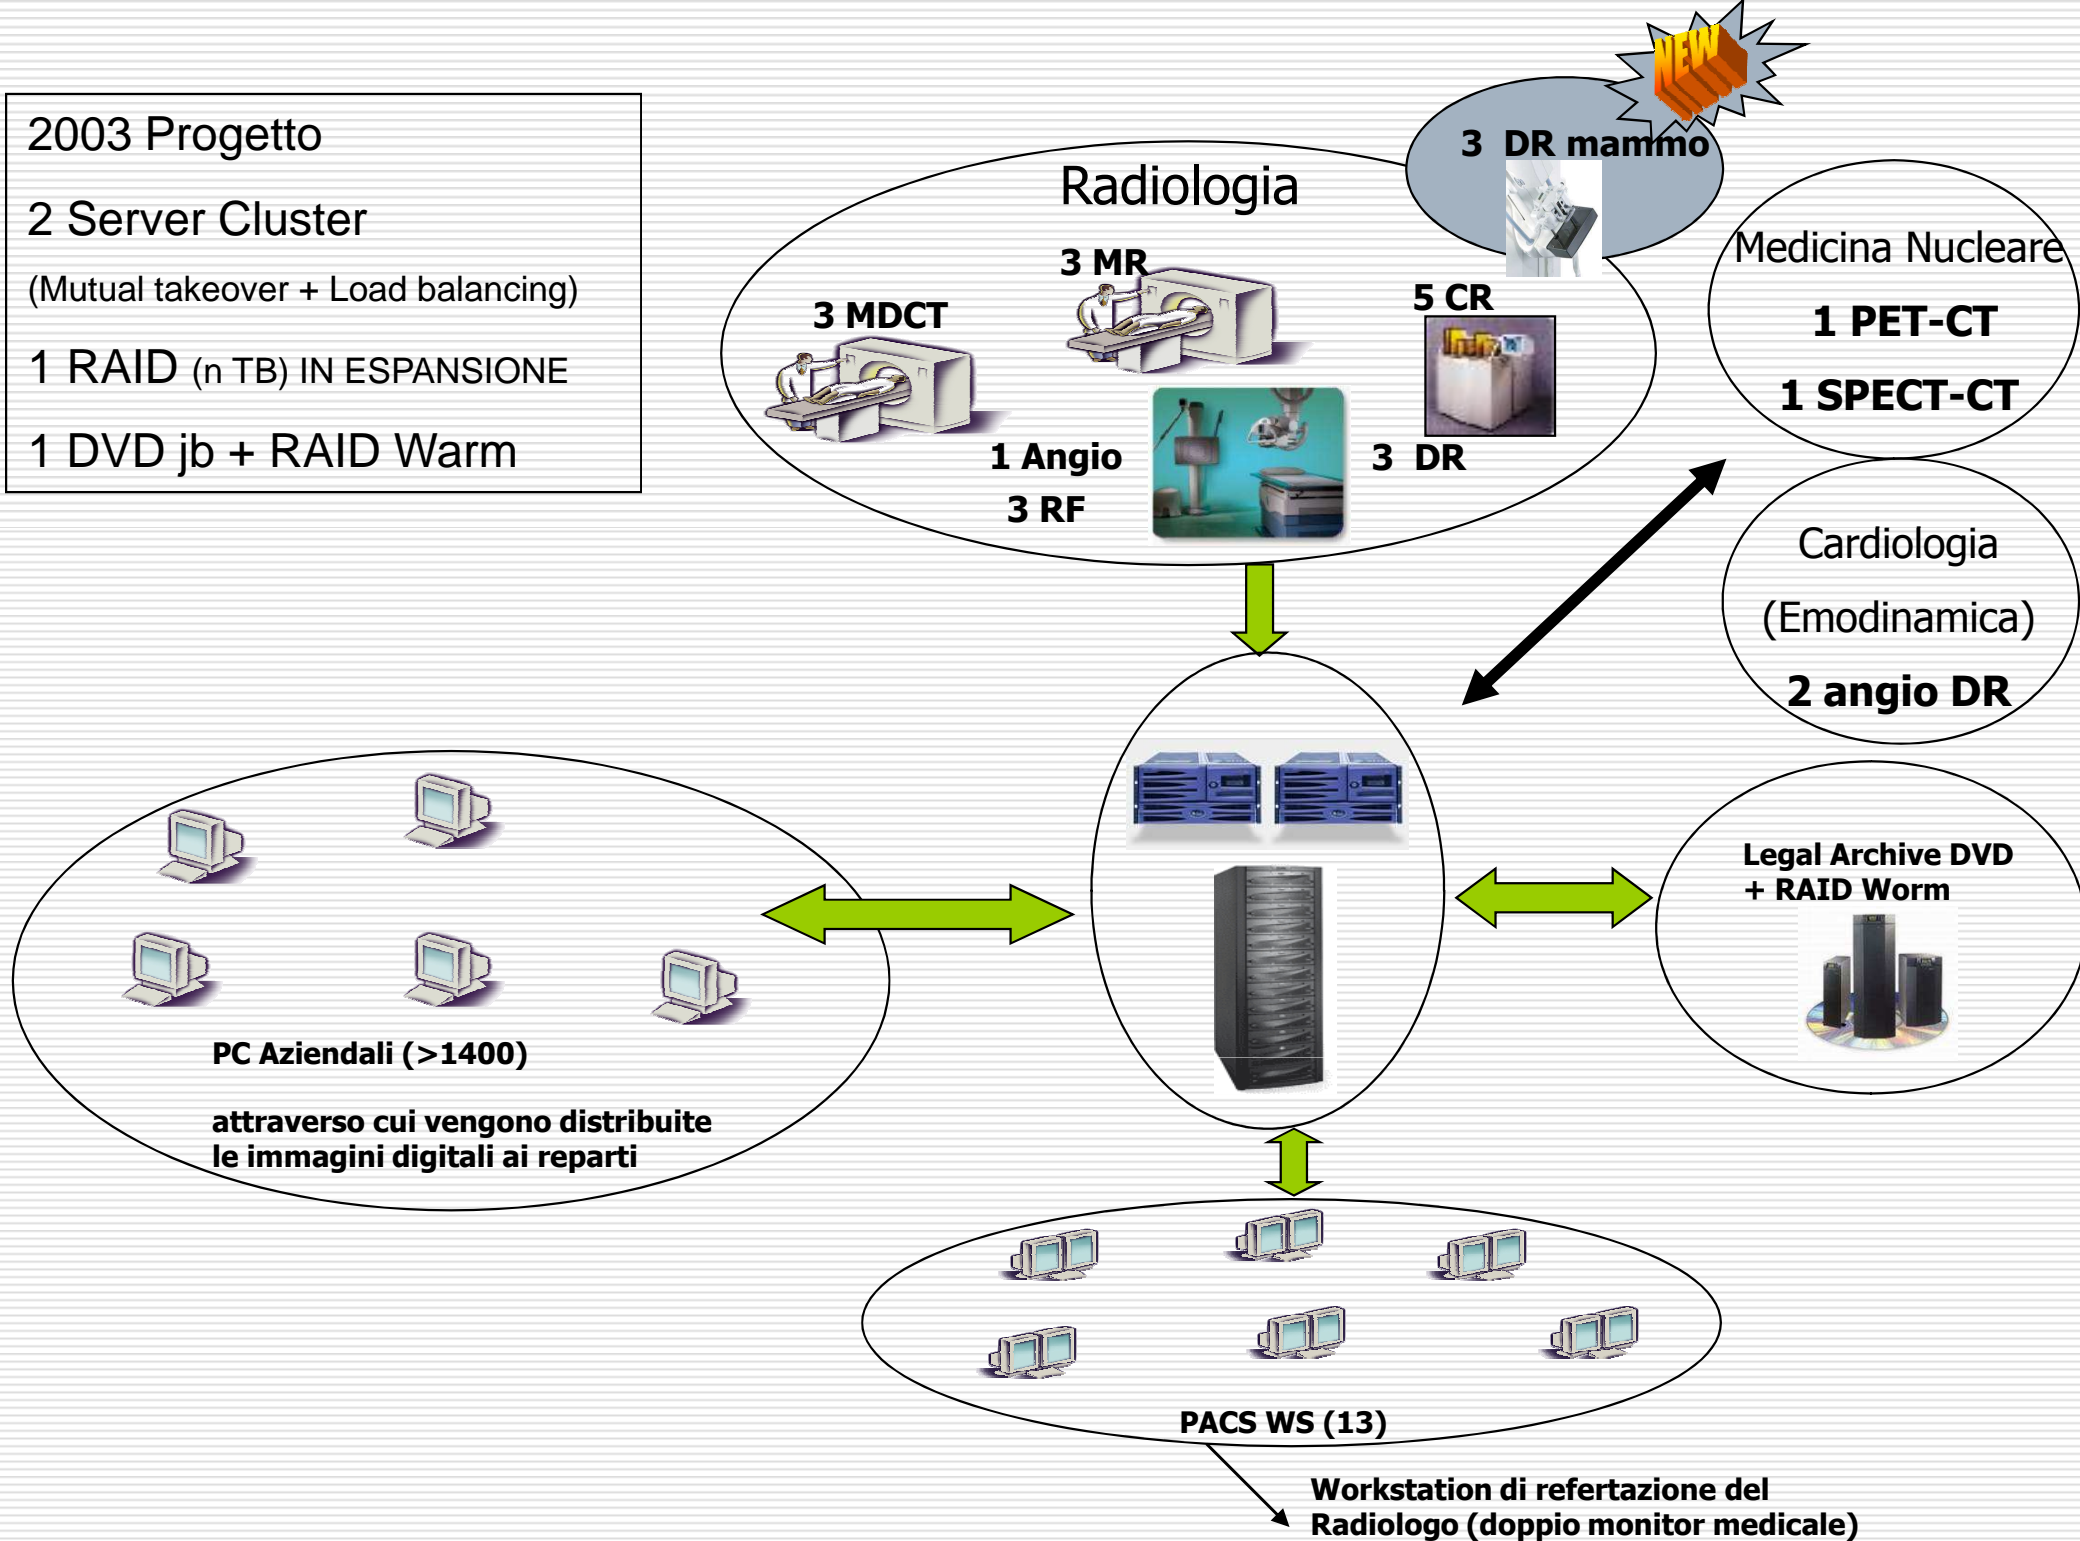 2003 Progetto
2 Server Cluster
(Mutual takeover + Load balancing)
1 RAID (n TB) IN ESPANSIONE
1 DVD jb + RAID Warm
NEW
3 DR mammo
Radiologia
3 MR
3 MDCT
5 CR
1 Angio
3 RF
3 DR
Medicina Nucleare
1 PET-CT
1 SPECT-CT
Cardiologia
(Emodinamica)
2 angio DR
Legal Archive DVD
+ RAID Worm
PC Aziendali (>1400)
attraverso cui vengono distribuite
le immagini digitali ai reparti
PACS WS (13)
Workstation di refertazione del
Radiologo (doppio monitor medicale)